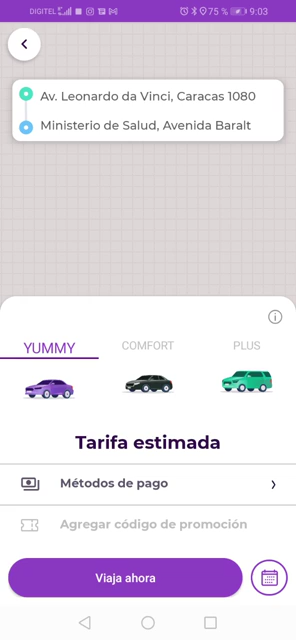 DIGITEL
75 %
9:03
Av. Leonardo da Vinci, Caracas 1080
Ministerio de Salud, Avenida Baralt
YUMMY
COMFORT
PLUS
Tarifa estimada
Métodos de pago
Agregar código de promoción
Viaja ahora